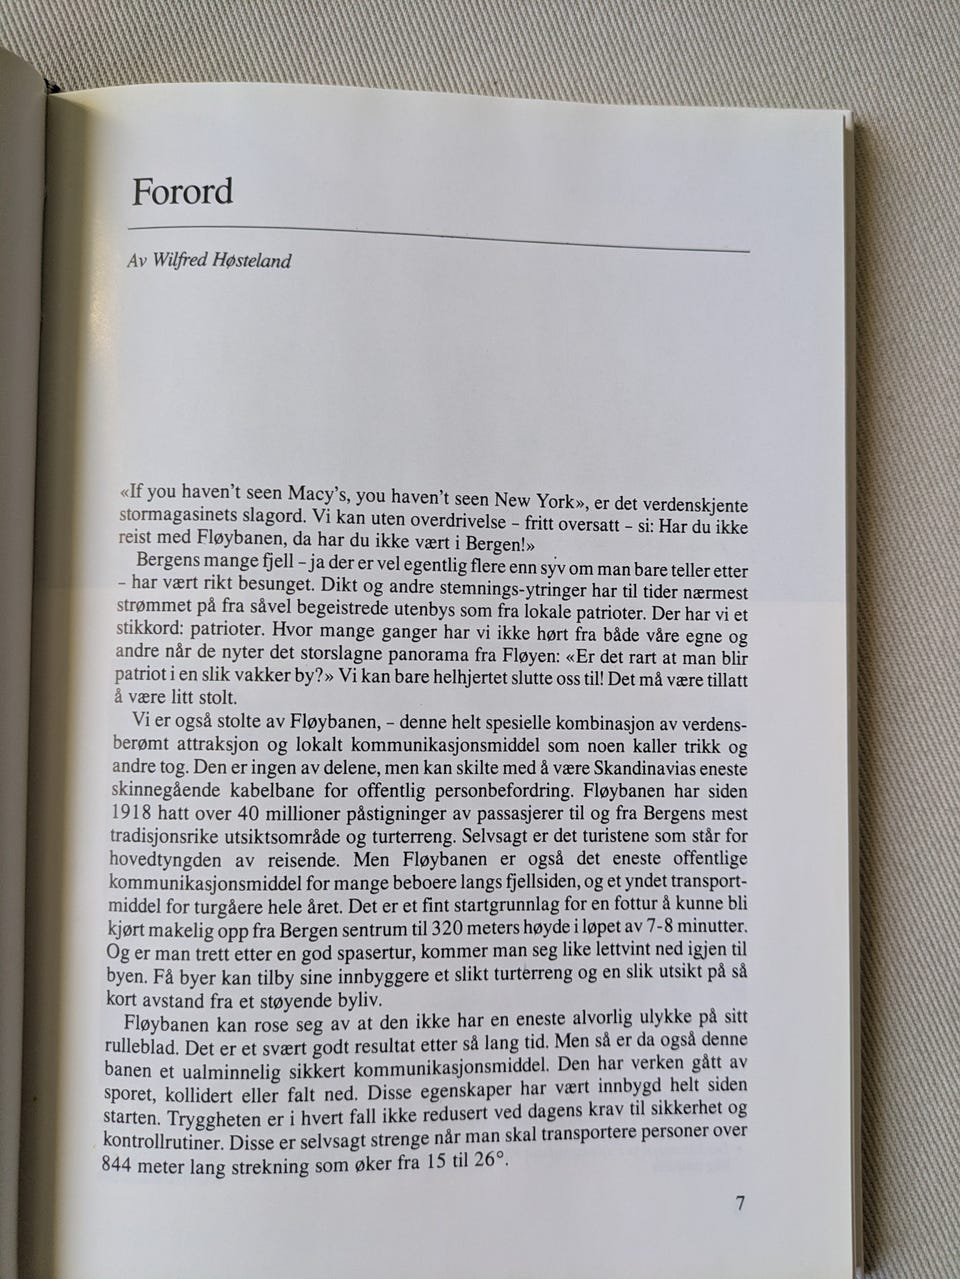 Forord
Av Wilfred Høsteland
«If you haven't seen Macy's, you haven't seen New York», er det verdenskjente
stormagasinets slagord. Vi kan uten overdrivelse – fritt oversatt – si: Har du ikke
reist med Fløybanen, da har du ikke vært i Bergen!»
Bergens mange fjell – ja der er vel egentlig flere enn syv om man bare teller etter
– har vært rikt besunget. Dikt og andre stemnings-ytringer har til tider nærmest
strømmet på fra såvel begeistrede utenbys som fra lokale patrioter. Der har vi et
stikkord: patrioter. Hvor mange ganger har vi ikke hørt fra både våre egne og
andre når de nyter det storslagne panorama fra Fløyen: «Er det rart at man blir
patriot i en slik vakker by?» Vi kan bare helhjertet slutte oss til! Det må være tillatt
å være litt stolt.
Vi er også stolte av Fløybanen, – denne helt spesielle kombinasjon av verdens-
berømt attraksjon og lokalt kommunikasjonsmiddel som noen kaller trikk og
andre tog. Den er ingen av delene, men kan skilte med å være Skandinavias eneste
skinnegående kabelbane for offentlig personbefordring. Fløybanen har siden
1918 hatt over 40 millioner påstigninger av passasjerer til og fra Bergens mest
tradisjonsrike utsiktsområde og turterreng. Selvsagt er det turistene som står for
hovedtyngden av reisende. Men Fløybanen er også det eneste offentlige
kommunikasjonsmiddel for mange beboere langs fjellsiden, og et yndet transport-
middel for turgåere hele året. Det er et fint startgrunnlag for en fottur å kunne bli
kjørt makelig opp fra Bergen sentrum til 320 meters høyde i løpet av 7-8 minutter.
Og er man trett etter en god spasertur, kommer man seg like lettvint ned igjen til
byen. Få byer kan tilby sine innbyggere et slikt turterreng og en slik utsikt på så
kort avstand fra et støyende byliv.
Fløybanen kan rose seg av at den ikke har en eneste alvorlig ulykke på sitt
rulleblad. Det er et svært godt resultat etter så lang tid. Men så er da også denne
banen et ualminnelig sikkert kommunikasjonsmiddel. Den har verken gått av
sporet, kollidert eller falt ned. Disse egenskaper har vært innbygd helt siden
starten. Tryggheten er i hvert fall ikke redusert ved dagens krav til sikkerhet og
kontrollrutiner. Disse er selvsagt strenge når man skal transportere personer over
844 meter lang strekning som øker fra 15 til 26°.
7